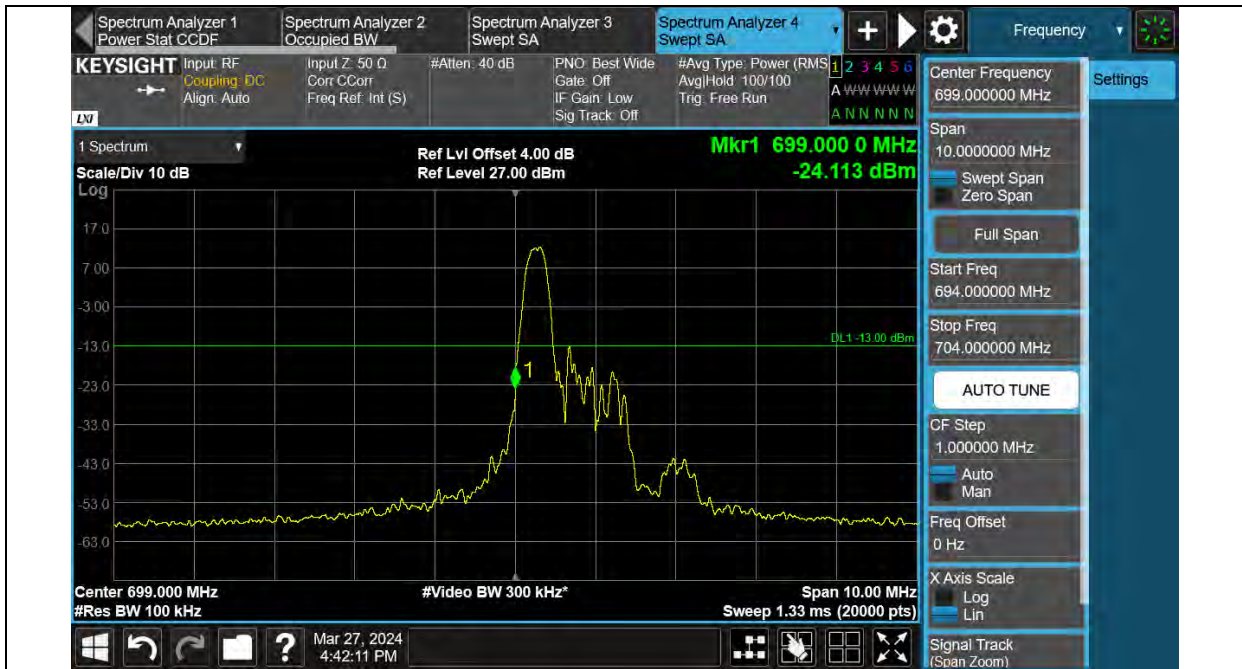 Spectrum Analyzer 1
Power Stat CCDF
Spectrum Analyzer 2
Occupied BW
Spectrum Analyzer 3
Swept SA
Spectrum Analyzer 4
Swept SA
Frequency
KEYSIGHT
Input: RF
Coupling: DC
Align: Auto
LXI
Input Z: 50 Ω
Corr CCorr
Freq Ref: Int (S)
#Atten: 40 dB
PNO: Best Wide
Gate: Off
IF Gain: Low
Sig Track: Off
#Avg Type: Power (RMS
Avg|Hold: 100/100
Trig: Free Run
1 2 3 4 5 6
A W W W W W
A N N N N N
1 Spectrum
Scale/Div 10 dB
Ref Lvl Offset 4.00 dB
Ref Level 27.00 dBm
Mkr1 699.000 0 MHz
-24.113 dBm
Log
17.0
7.00
-3.00
-13.0
-23.0
-33.0
-43.0
-53.0
-63.0
DL1 -13.00 dBm
1
Center 699.000 MHz
#Res BW 100 kHz
#Video BW 300 kHz*
Span 10.00 MHz
Sweep 1.33 ms (20000 pts)
Center Frequency
699.000000 MHz
Settings
Span
10.0000000 MHz
Swept Span
Zero Span
Full Span
Start Freq
694.000000 MHz
Stop Freq
704.000000 MHz
AUTO TUNE
CF Step
1.000000 MHz
Auto
Man
Freq Offset
0 Hz
X Axis Scale
Log
Lin
Signal Track
(Span Zoom)
?
Mar 27, 2024
4:42:11 PM